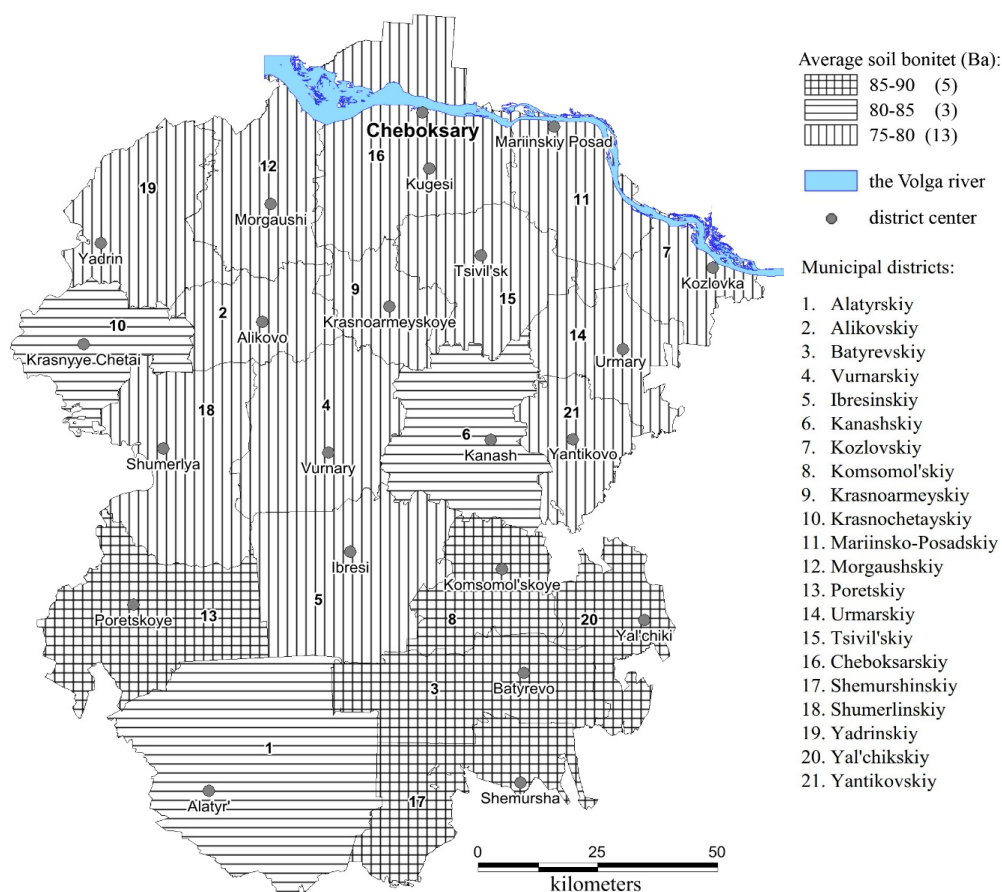 Average soil bonitet (Ba):
85-90 (5)
80-85 (3)
75-80 (13)
the Volga river
district center
Municipal districts:
1. Alatyrskiy
2. Alikovskiy
3. Batyrevskiy
4. Vurnarskiy
5. Ibresinskiy
6. Kanashskiy
7. Kozlovskiy
8. Komsomol'skiy
9. Krasnoarmeyskiy
10. Krasnochetayskiy
11. Mariinsko-Posadskiy
12. Morgaushskiy
13. Poretskiy
14. Urmarskiy
15. Tsivil'skiy
16. Cheboksarskiy
17. Shemurshinskiy
18. Shumerlinskiy
19. Yadrinskiy
20. Yal'chikskiy
21. Yantikovskiy
Cheboksary
Mariinskiy Posad
16
12
Kugesi
19
11
Morgaushi
Yadrin
7
Tsivil'sk
Kozlovka
9
15
2
10
Krasnoarmeyskoye
Alikovo
14
Krasnyye Chetai
Urmary
4
18
21
6
Shumerlya
Vurnary
Kanash
Yantikovo
Ibresi
Komsomol'skoye
5
Poretskoye
13
8
20
Yal'chiki
3
Batyrevo
1
Alatyr'
17
Shemursha
0
25
50
kilometers